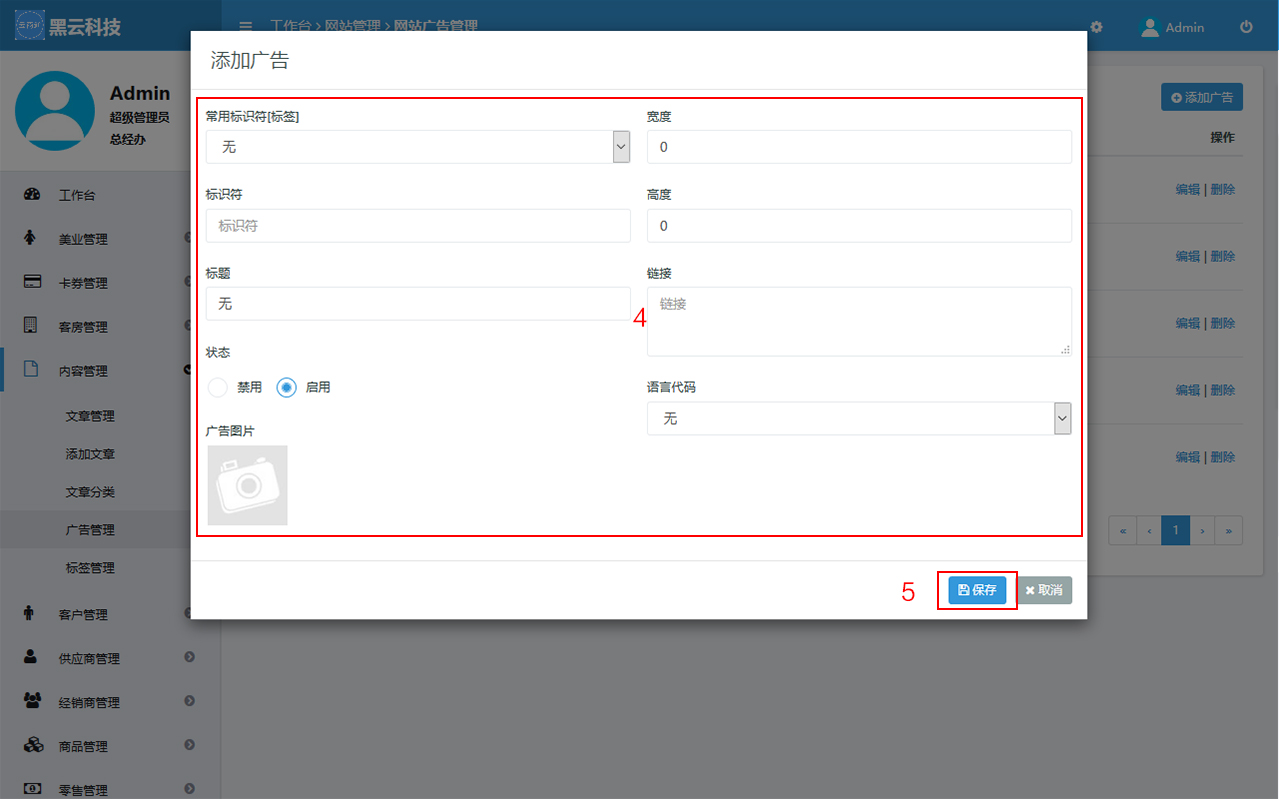 黑云科技
工作台 > 网站管理 > 网站广告管理
Admin
Admin
超级管理员
总经办
工作台
美业管理
卡券管理
客房管理
内容管理
文章管理
添加文章
文章分类
广告管理
标签管理
客户管理
供应商管理
经销商管理
商品管理
零售管理
添加广告
常用标识符[标签]
无
宽度
0
标识符
标识符
高度
0
标题
无
链接
链接
4
状态
禁用 启用
语言代码
无
广告图片
5
保存
取消
添加广告
操作
编辑 | 删除
编辑 | 删除
编辑 | 删除
编辑 | 删除
编辑 | 删除
« ‹ 1 › »